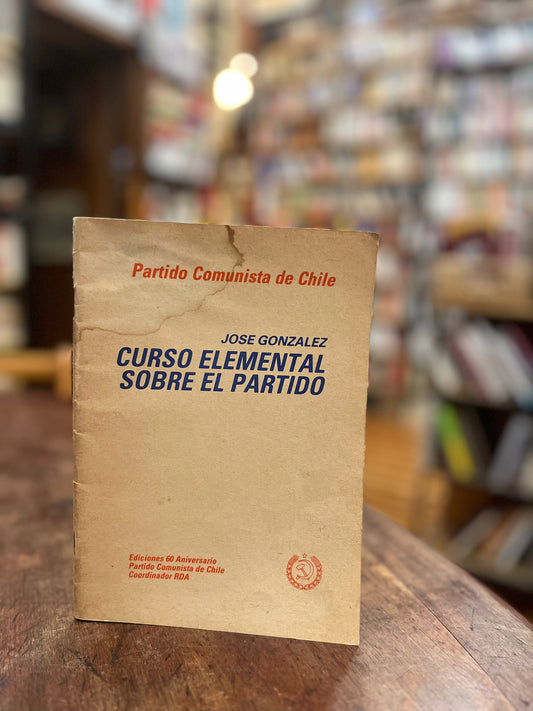 Partido Comunista de Chile
JOSE GONZALEZ
CURSO ELEMENTAL
SOBRE EL PARTIDO
Ediciones 60 Aniversario
Partido Comunista de Chile
Coordinador RDA